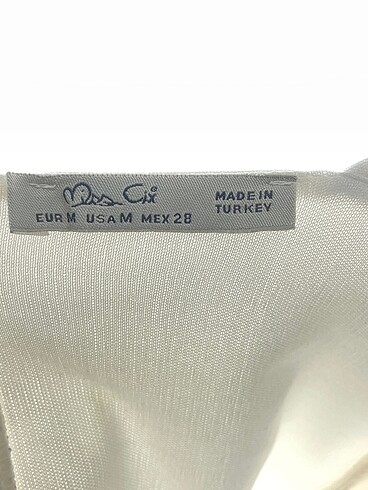 Miss Cix
EUR M USA M MEX 28
MADE IN
TURKEY